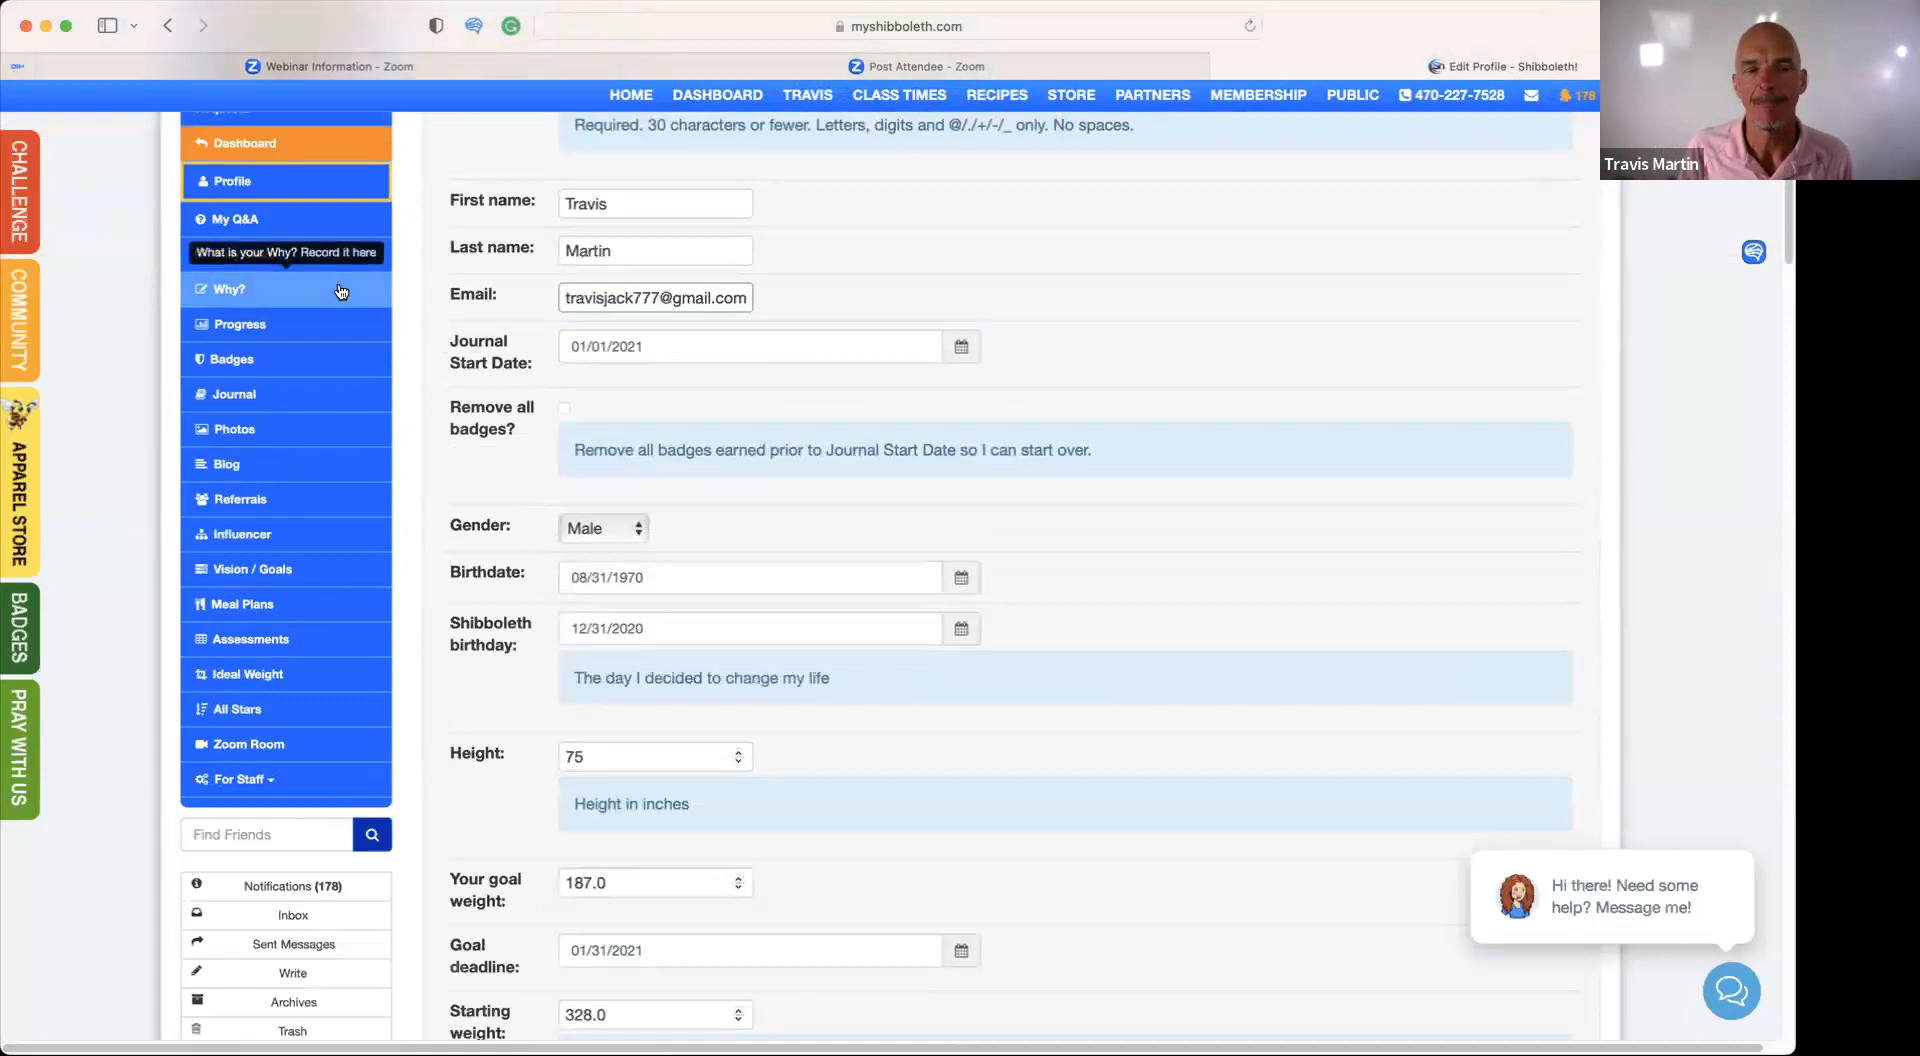 myshibboleth.com
Webinar Information - Zoom
Post Attendee - Zoom
Edit Profile - Shibboleth!
HOME DASHBOARD TRAVIS CLASS TIMES RECIPES STORE PARTNERS MEMBERSHIP PUBLIC 470-227-7528 178
Travis Martin
CHALLENGE
COMMUNITY
APPAREL STORE
BADGES
PRAY WITH US
Dashboard
Profile
My Q&A
What is your Why? Record it here
Why?
Progress
Badges
Journal
Photos
Blog
Referrals
Influencer
Vision / Goals
Meal Plans
Assessments
Ideal Weight
All Stars
Zoom Room
For Staff
Find Friends
Notifications (178)
Inbox
Sent Messages
Write
Archives
Trash
Required. 30 characters or fewer. Letters, digits and @/./+/-/_ only. No spaces.
First name: Travis
Last name: Martin
Email: travisjack777@gmail.com
Journal
Start Date: 01/01/2021
Remove all
badges?
Remove all badges earned prior to Journal Start Date so I can start over.
Gender: Male
Birthdate: 08/31/1970
Shibboleth
birthday: 12/31/2020
The day I decided to change my life
Height: 75
Height in inches
Your goal
weight: 187.0
Goal
deadline: 01/31/2021
Starting
weight: 328.0
Hi there! Need some
help? Message me!